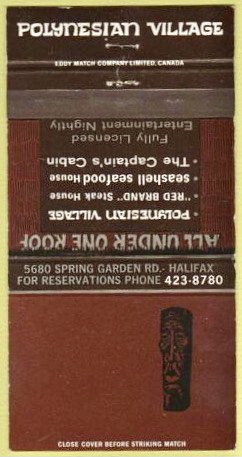 POLYNESIAN VILLAGE
EDDY MATCH COMPANY LIMITED, CANADA
ALL UNDER ONE ROOF
• POLYNESIAN VILLAGE
• "RED BRAND" Steak House
• Seashell seafood House
• The Captain's Cabin
Fully Licensed
Entertainment Nightly
5680 SPRING GARDEN RD.- HALIFAX
FOR RESERVATIONS PHONE 423-8780
CLOSE COVER BEFORE STRIKING MATCH